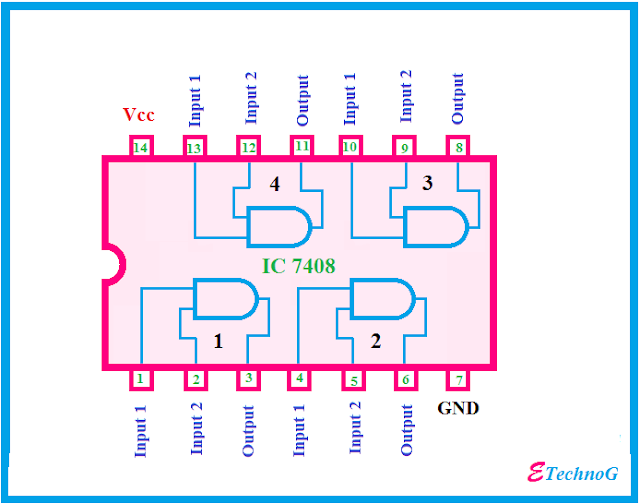 Input 1
Input 2
Output
Input 1
Input 2
Output
Vcc
14
13
12
11
10
9
8
4
3
IC 7408
1
2
1
2
3
4
5
6
7
GND
Input 1
Input 2
Output
Input 1
Input 2
Output
ETechnoG